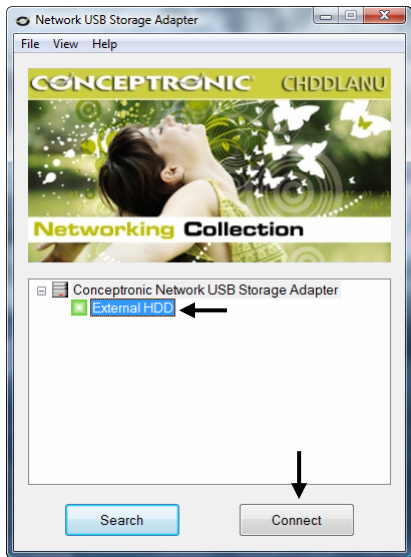 Network USB Storage Adapter
File View Help
CONCEPTRONIC CHDDLANU
Networking Collection
Conceptronic Network USB Storage Adapter
External HDD
Search Connect